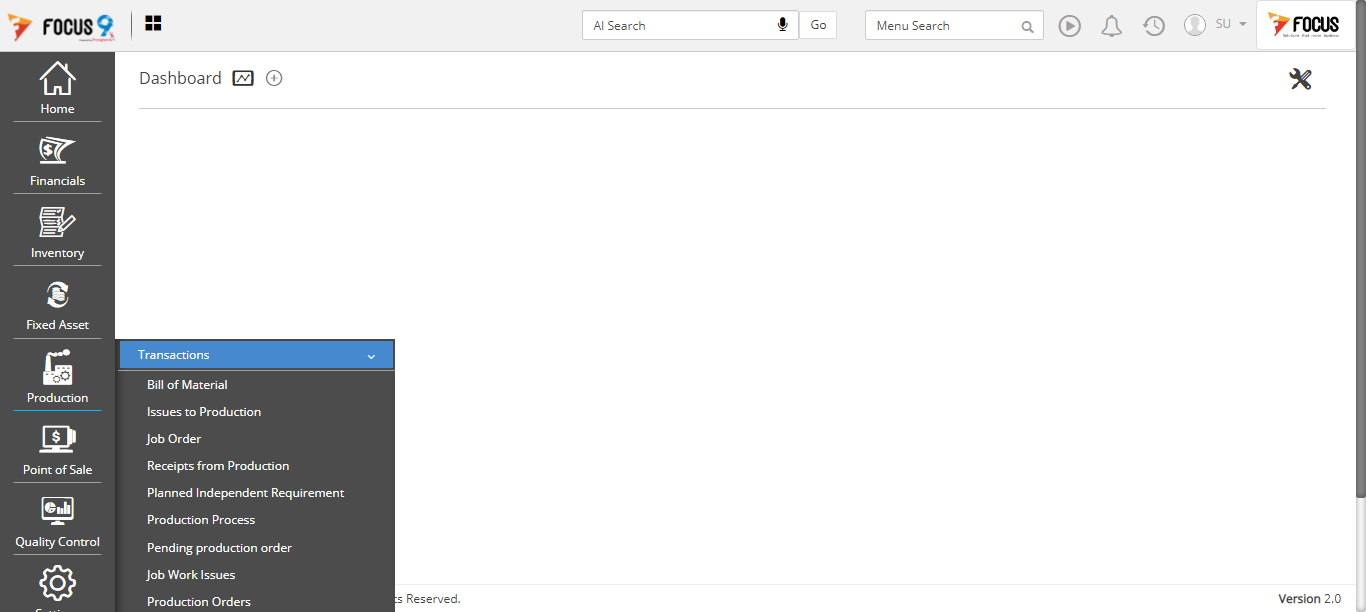 FOCUS 9
AI Search
Go
Menu Search
SU
FOCUS
Dashboard
Home
Financials
Inventory
Fixed Asset
Production
Point of Sale
Quality Control
Transactions
Bill of Material
Issues to Production
Job Order
Receipts from Production
Planned Independent Requirement
Production Process
Pending production order
Job Work Issues
Production Orders
ts Reserved.
Version 2.0